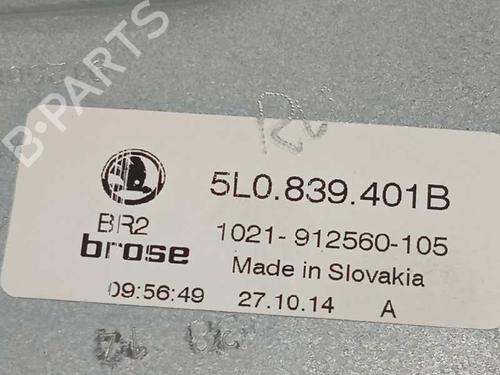 B-PARTS
5L0.839.401B
BR2
1021-912560-105
brose
Made in Slovakia
09:56:49 27.10.14 A